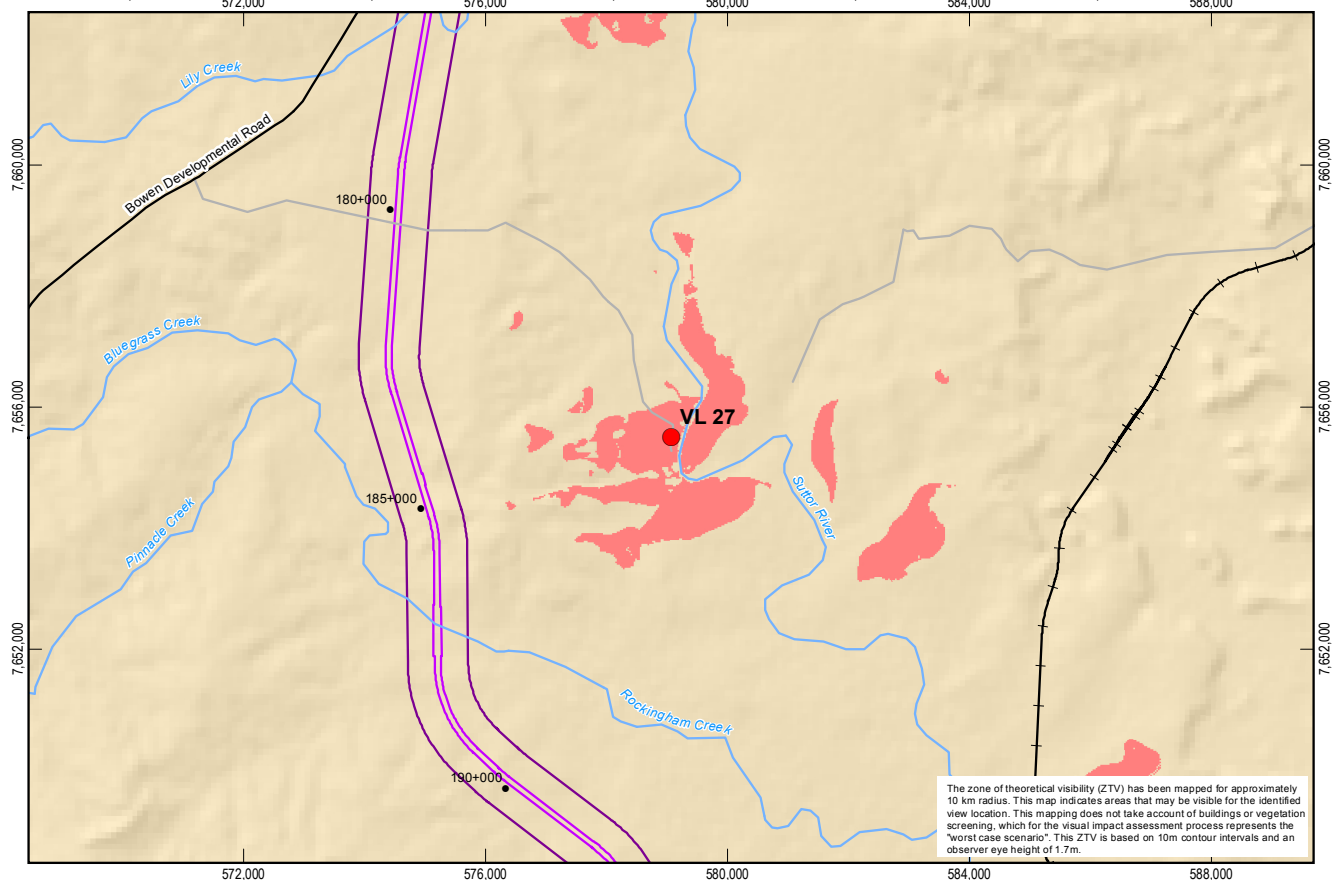 572,000
576,000
580,000
584,000
588,000
Lily Creek
Bowen Developmental Road
7,660,000
7,660,000
180+000
Bluegrass Creek
7,656,000
7,656,000
VL 27
185+000
Suttor River
Pinnacle Creek
7,652,000
7,652,000
Rockingham Creek
190+000
The zone of theoretical visibility (ZTV) has been mapped for approximately
10 km radius. This map indicates areas that may be visible for the identified
view location. This mapping does not take account of buildings or vegetation
screening, which for the visual impact assessment process represents the
"worst case scenario". This ZTV is based on 10m contour intervals and an
observer eye height of 1.7m.
572,000
576,000
580,000
584,000
588,000